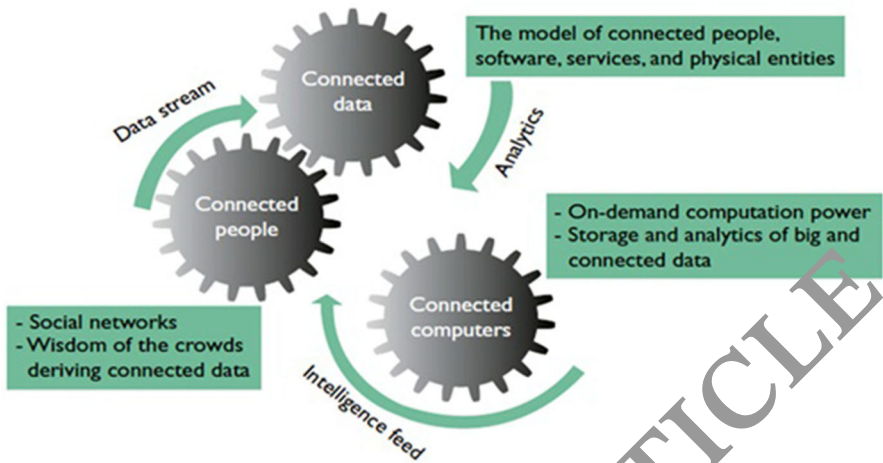 The model of connected people,
software, services, and physical entities
Connected
data
Data stream
Analytics
Connected
people
- On-demand computation power
- Storage and analytics of big and
connected data
Connected
computers
- Social networks
- Wisdom of the crowds
deriving connected data
Intelligence feed
TICLE